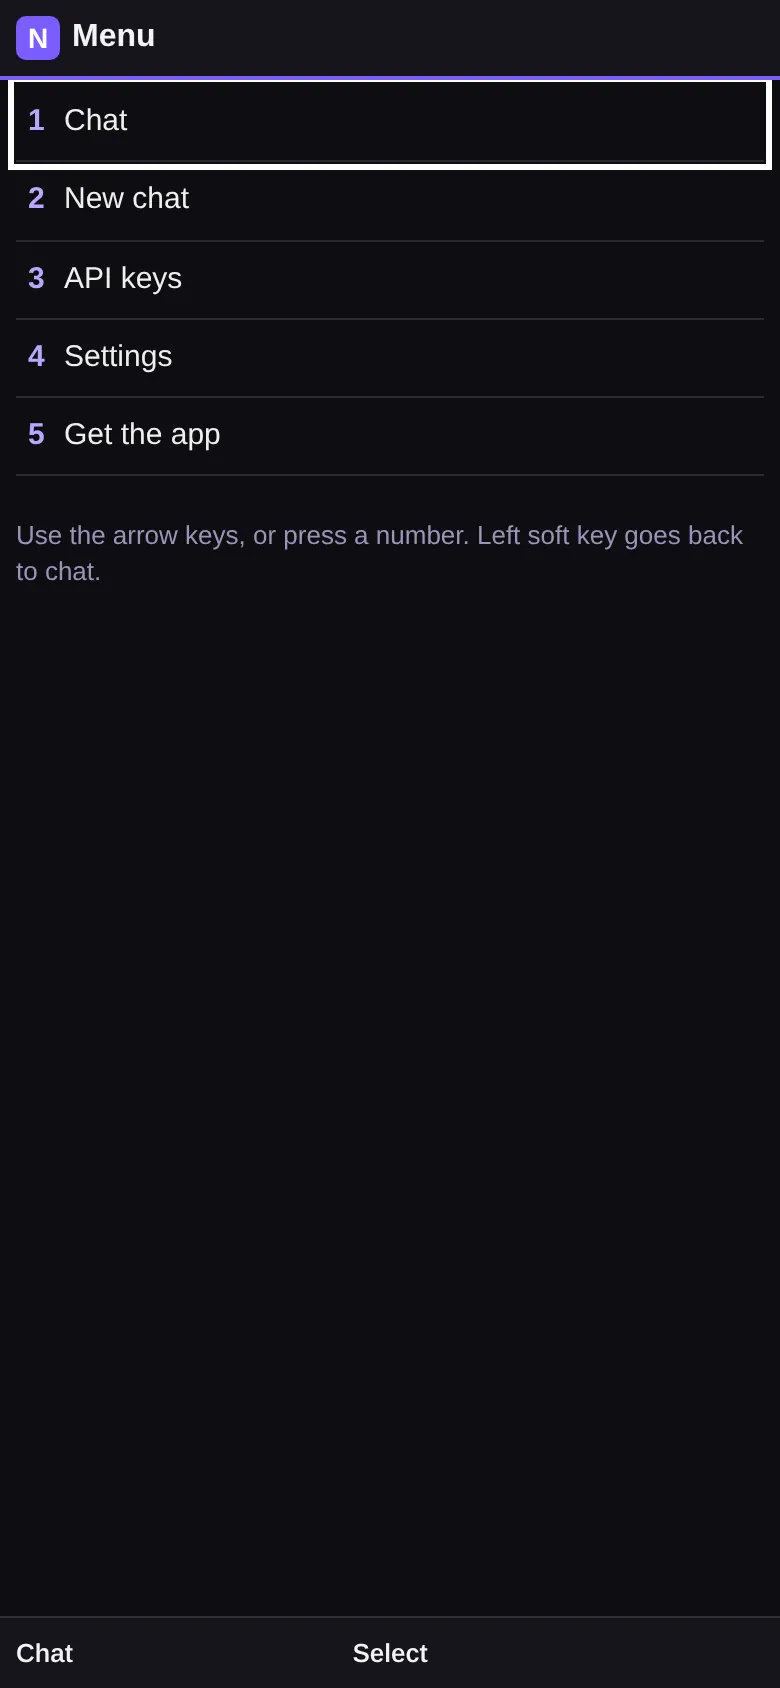 N Menu
1 Chat
2 New chat
3 API keys
4 Settings
5 Get the app
Use the arrow keys, or press a number. Left soft key goes back
to chat.
Chat Select